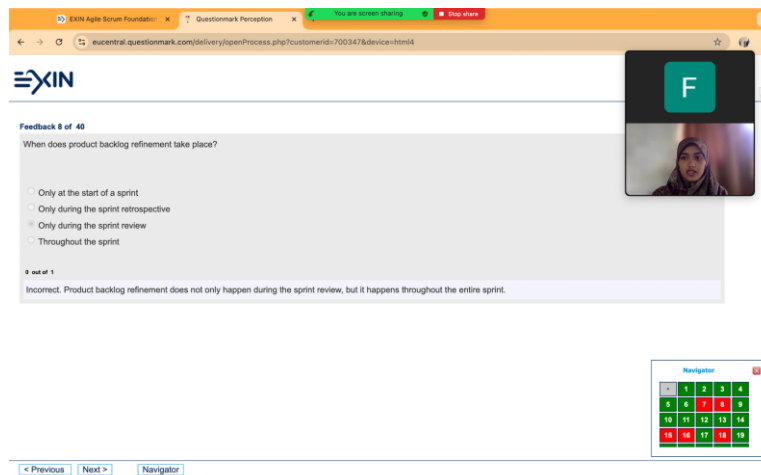 EXIN Agile Scrum Foundation
Questionmark Perception
You are screen sharing
Stop share
eucentral.questionmark.com/delivery/openProcess.php?customerid=700347&device=html4
EXIN
F
Feedback 8 of 40
When does product backlog refinement take place?
Only at the start of a sprint
Only during the sprint retrospective
Only during the sprint review
Throughout the sprint
0 out of 1
Incorrect. Product backlog refinement does not only happen during the sprint review, but it happens throughout the entire sprint.
Navigator
1 2 3 4
5 6 7 8 9
10 11 12 13 14
15 16 17 18 19
< Previous Next > Navigator